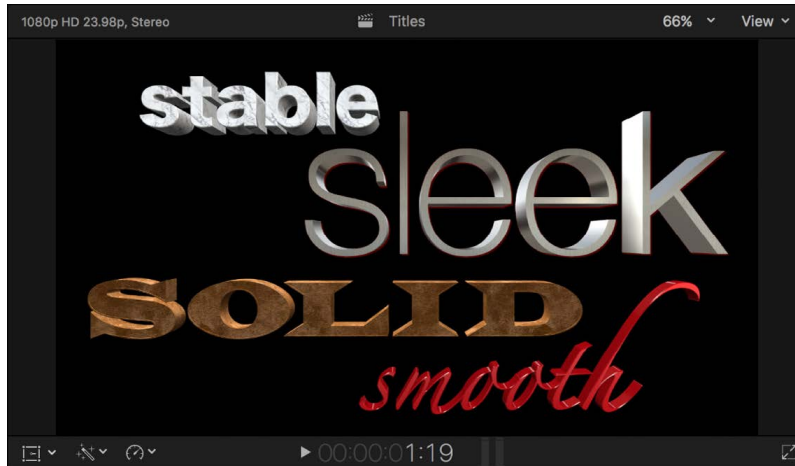 1080p HD 23.98p, Stereo Titles 66% View
stable
sleek
SOLID
smooth
00:00:01:19